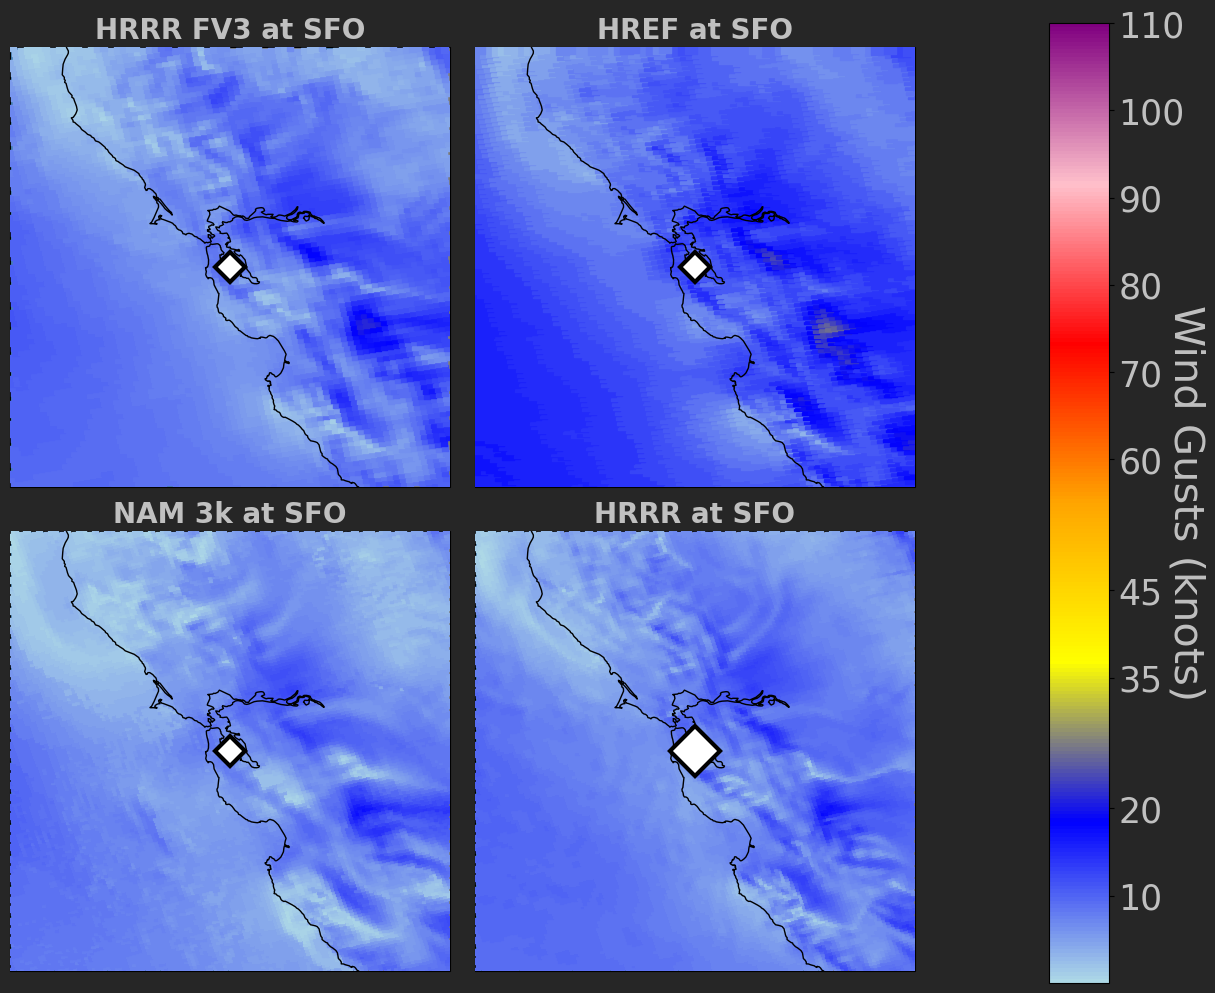 HRRR FV3 at SFO
HREF at SFO
NAM 3k at SFO
HRRR at SFO
110
100
90
80
70
60
45
35
20
10
Wind Gusts (knots)